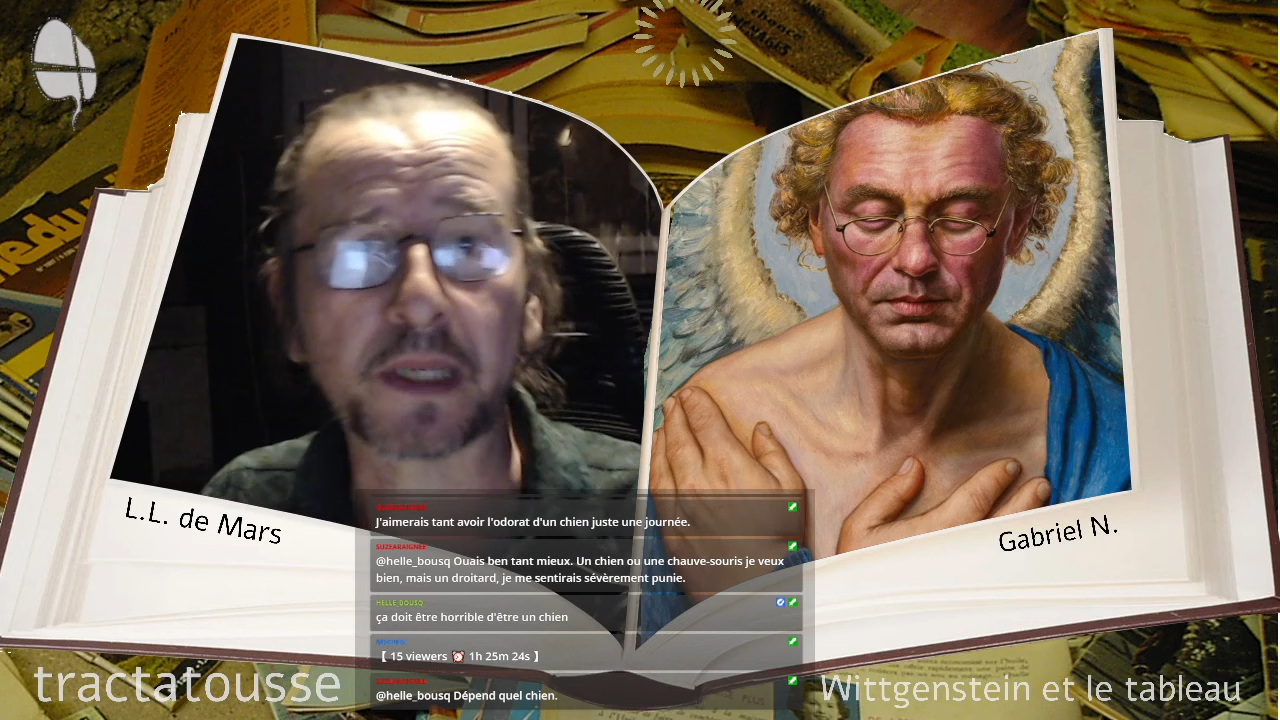 L.L. de Mars
Gabriel N.
J'aimerais tant avoir l'odorat d'un chien juste une journée.
SUZEARAIGNEE
@helle_bousq Ouais ben tant mieux. Un chien ou une chauve-souris je veux
bien, mais un droitard, je me sentirais sévèrement punie.
HELLE_BOUSQ
ça doit être horrible d'être un chien
【 15 viewers ⏰ 1h 25m 24s 】
@helle_bousq Dépend quel chien.
tractatousse
Wittgenstein et le tableau